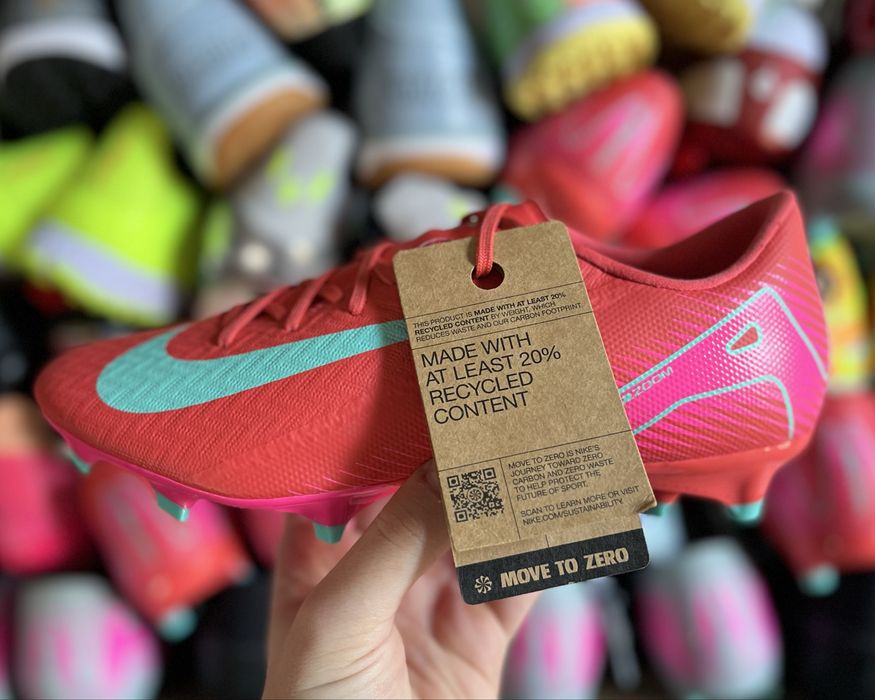 THIS PRODUCT IS MADE WITH AT LEAST 20%
RECYCLED CONTENT BY WEIGHT, WHICH
REDUCES WASTE AND OUR CARBON FOOTPRINT.
MADE WITH
AT LEAST 20%
RECYCLED
CONTENT
MOVE TO ZERO IS NIKE'S
JOURNEY TOWARD ZERO
CARBON AND ZERO WASTE
TO HELP PROTECT THE
FUTURE OF SPORT.
SCAN TO LEARN MORE OR VISIT
NIKE.COM/SUSTAINABILITY.
MOVE TO ZERO
ZOOM